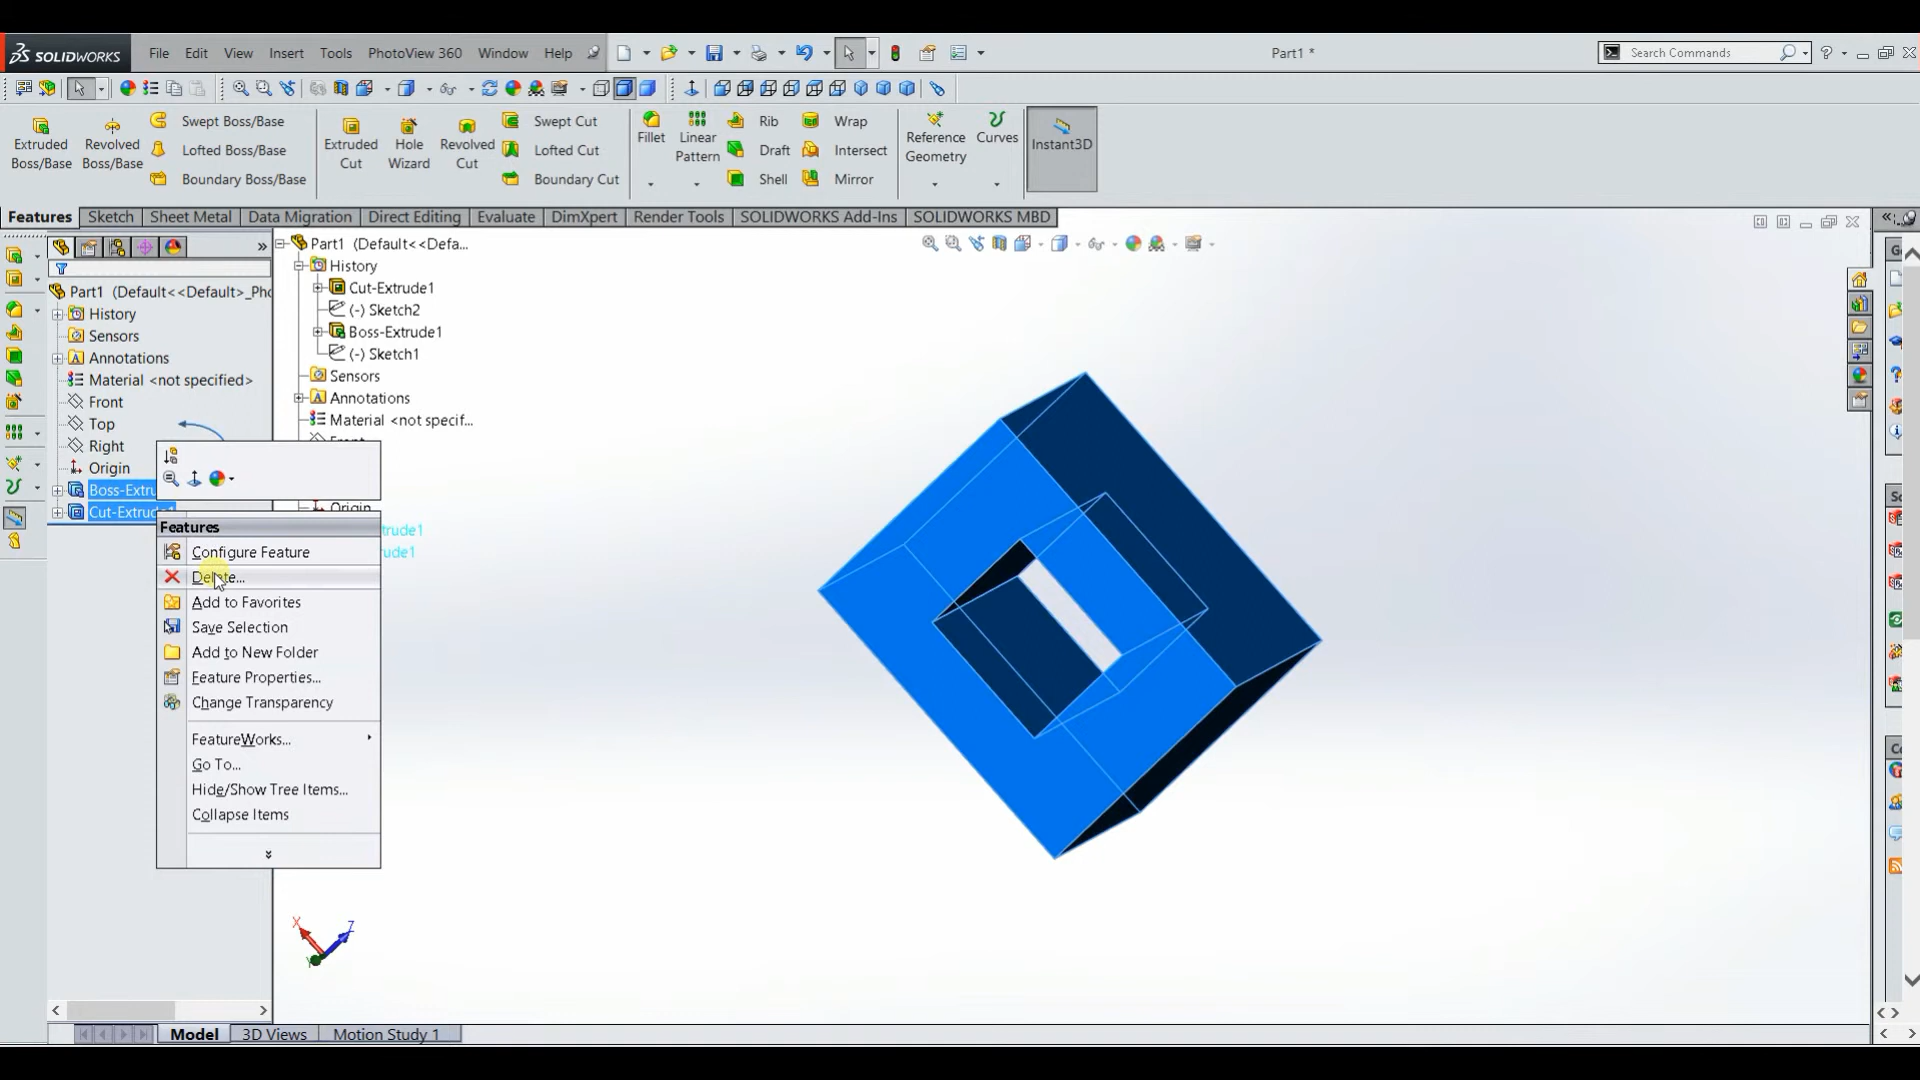 SOLIDWORKS File Edit View Insert Tools PhotoView 360 Window Help Part1 * Search Commands
Extruded Boss/Base
Revolved Boss/Base
Swept Boss/Base
Lofted Boss/Base
Boundary Boss/Base
Extruded Cut
Hole Wizard
Revolved Cut
Swept Cut
Lofted Cut
Boundary Cut
Fillet
Linear Pattern
Rib
Draft
Shell
Wrap
Intersect
Mirror
Reference Geometry
Curves
Instant3D
Features Sketch Sheet Metal Data Migration Direct Editing Evaluate DimXpert Render Tools SOLIDWORKS Add-Ins SOLIDWORKS MBD
Part1 (Default<<Default>_Pho
History
Sensors
Annotations
Material <not specified>
Front
Top
Right
Origin
Boss-Extru
Cut-Extrude1
Part1 (Default<<Defa...
History
Cut-Extrude1
(-) Sketch2
Boss-Extrude1
(-) Sketch1
Sensors
Annotations
Material <not specif...
Origin
trude1
ude1
Features
Configure Feature
Delete...
Add to Favorites
Save Selection
Add to New Folder
Feature Properties...
Change Transparency
FeatureWorks...
Go To...
Hide/Show Tree Items...
Collapse Items
X
Z
Model 3D Views Motion Study 1